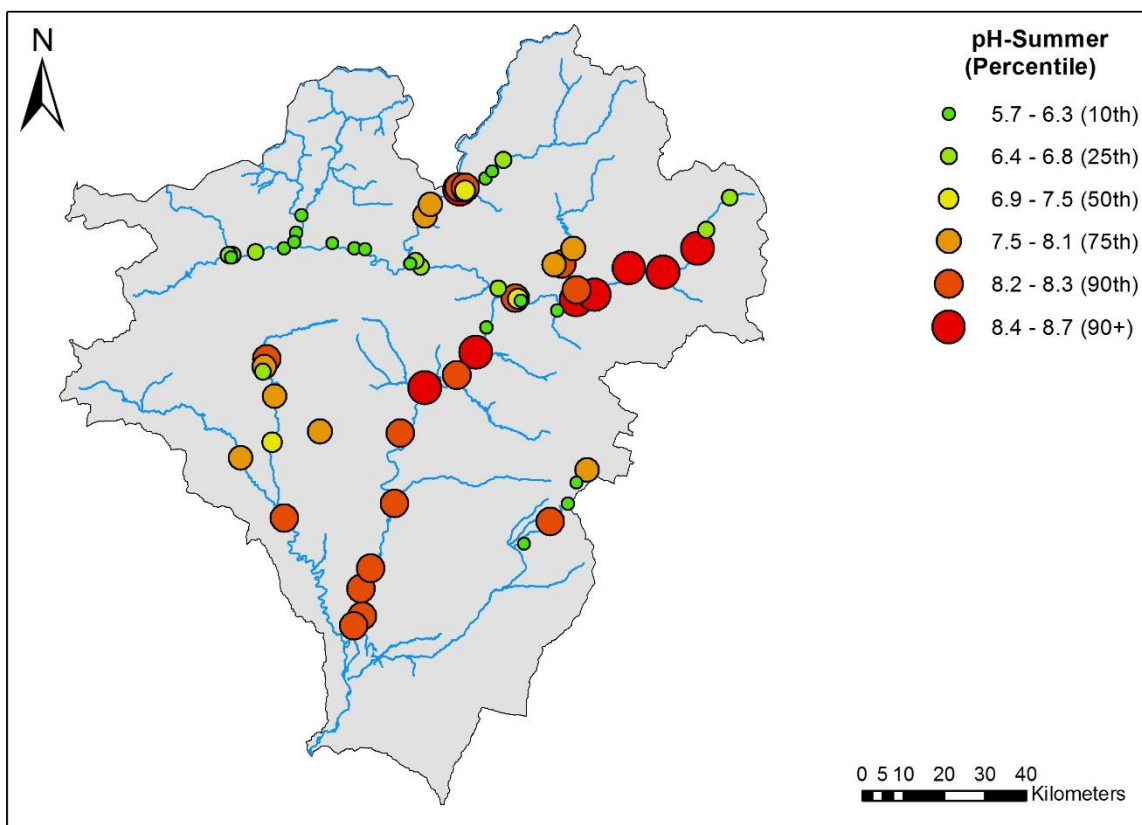 N
pH-Summer
(Percentile)
5.7 - 6.3 (10th)
6.4 - 6.8 (25th)
6.9 - 7.5 (50th)
7.5 - 8.1 (75th)
8.2 - 8.3 (90th)
8.4 - 8.7 (90+)
0 5 10 20 30 40
Kilometers